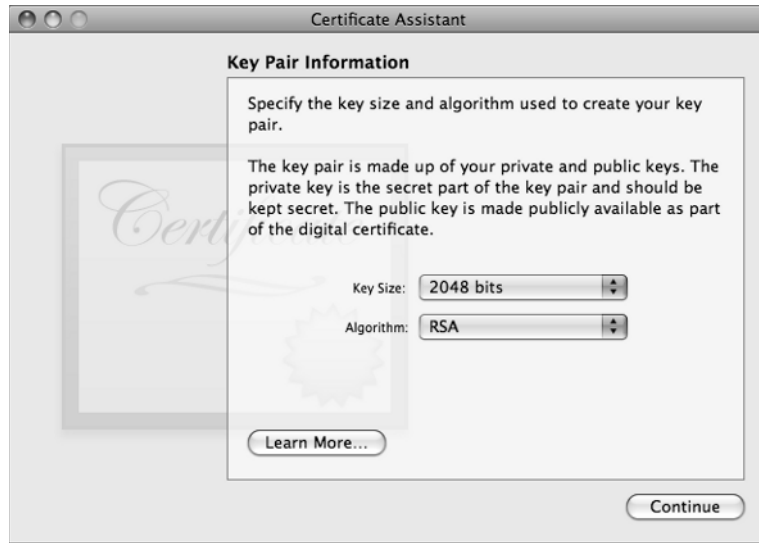 Certificate Assistant
Key Pair Information
Specify the key size and algorithm used to create your key
pair.
The key pair is made up of your private and public keys. The
private key is the secret part of the key pair and should be
kept secret. The public key is made publicly available as part
of the digital certificate.
Certificate
Key Size: 2048 bits
Algorithm: RSA
Learn More...
Continue